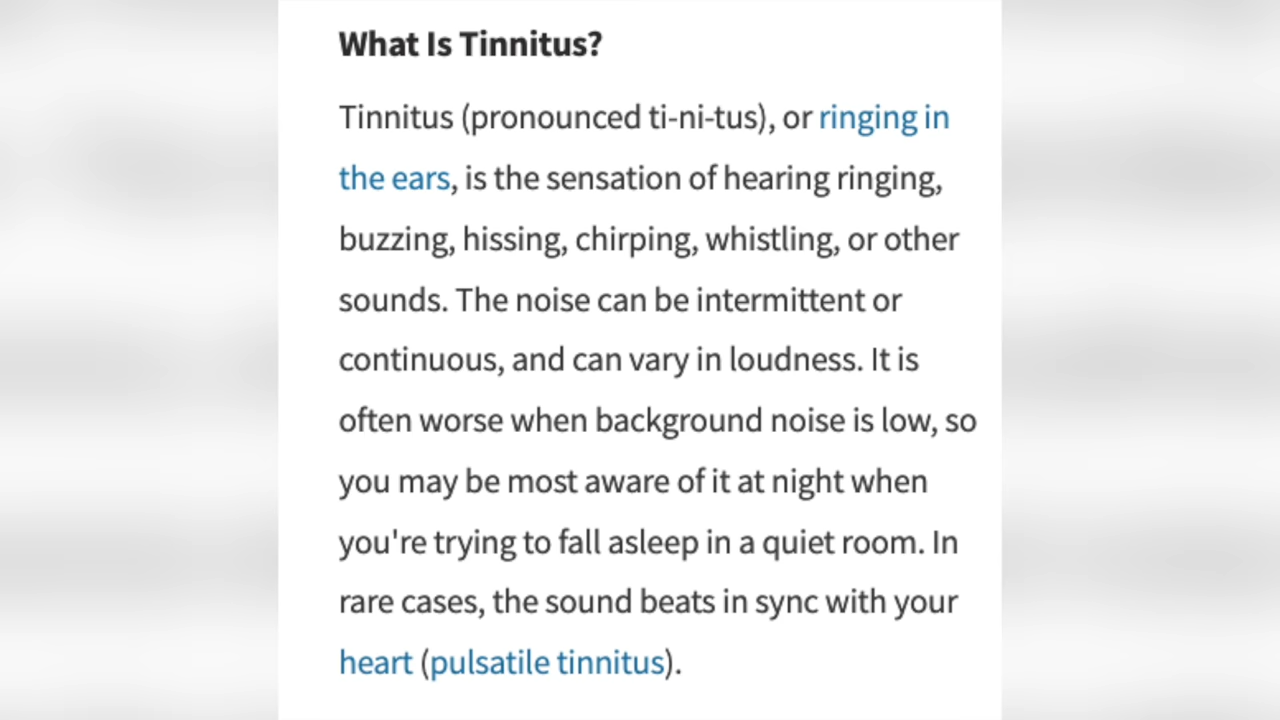 What Is Tinnitus?
Tinnitus (pronounced ti-ni-tus), or ringing in
the ears, is the sensation of hearing ringing,
buzzing, hissing, chirping, whistling, or other
sounds. The noise can be intermittent or
continuous, and can vary in loudness. It is
often worse when background noise is low, so
you may be most aware of it at night when
you're trying to fall asleep in a quiet room. In
rare cases, the sound beats in sync with your
heart (pulsatile tinnitus).